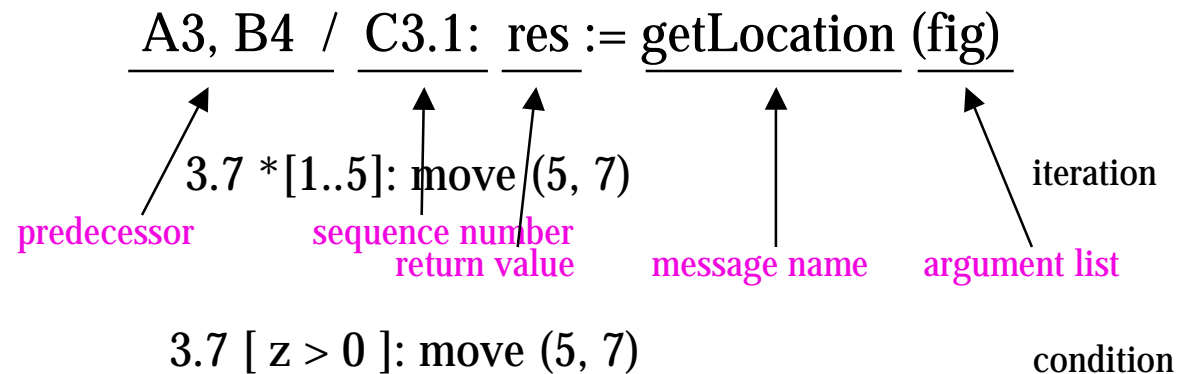 A3, B4 / C3.1: res := getLocation (fig)
3.7 *[1..5]: move (5, 7) iteration
predecessor sequence number
return value message name argument list
3.7 [ z > 0 ]: move (5, 7) condition